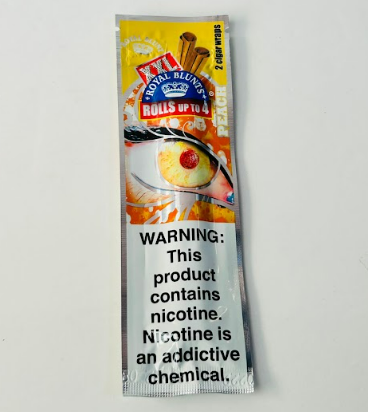 2 cigar wraps
XXL
ROYAL BLUNTS
ROLLS UP TO 4
PEACH
WARNING:
This
product
contains
nicotine.
Nicotine is
an addictive
chemical.